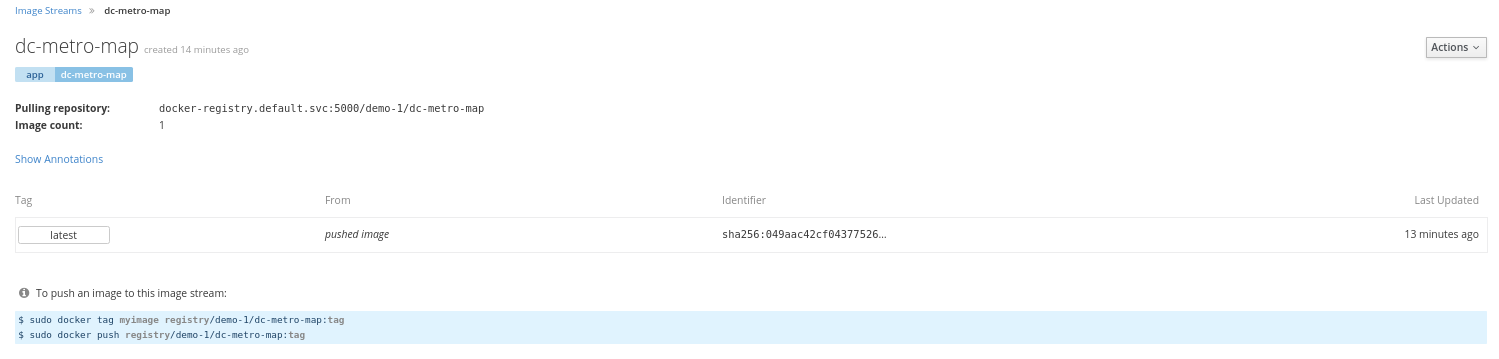 Image Streams » dc-metro-map
dc-metro-map created 14 minutes ago
Actions
app dc-metro-map
Pulling repository: docker-registry.default.svc:5000/demo-1/dc-metro-map
Image count: 1
Show Annotations
Tag From Identifier Last Updated
latest pushed image sha256:049aac42cf04377526... 13 minutes ago
To push an image to this image stream:
$ sudo docker tag myimage registry/demo-1/dc-metro-map:tag
$ sudo docker push registry/demo-1/dc-metro-map:tag